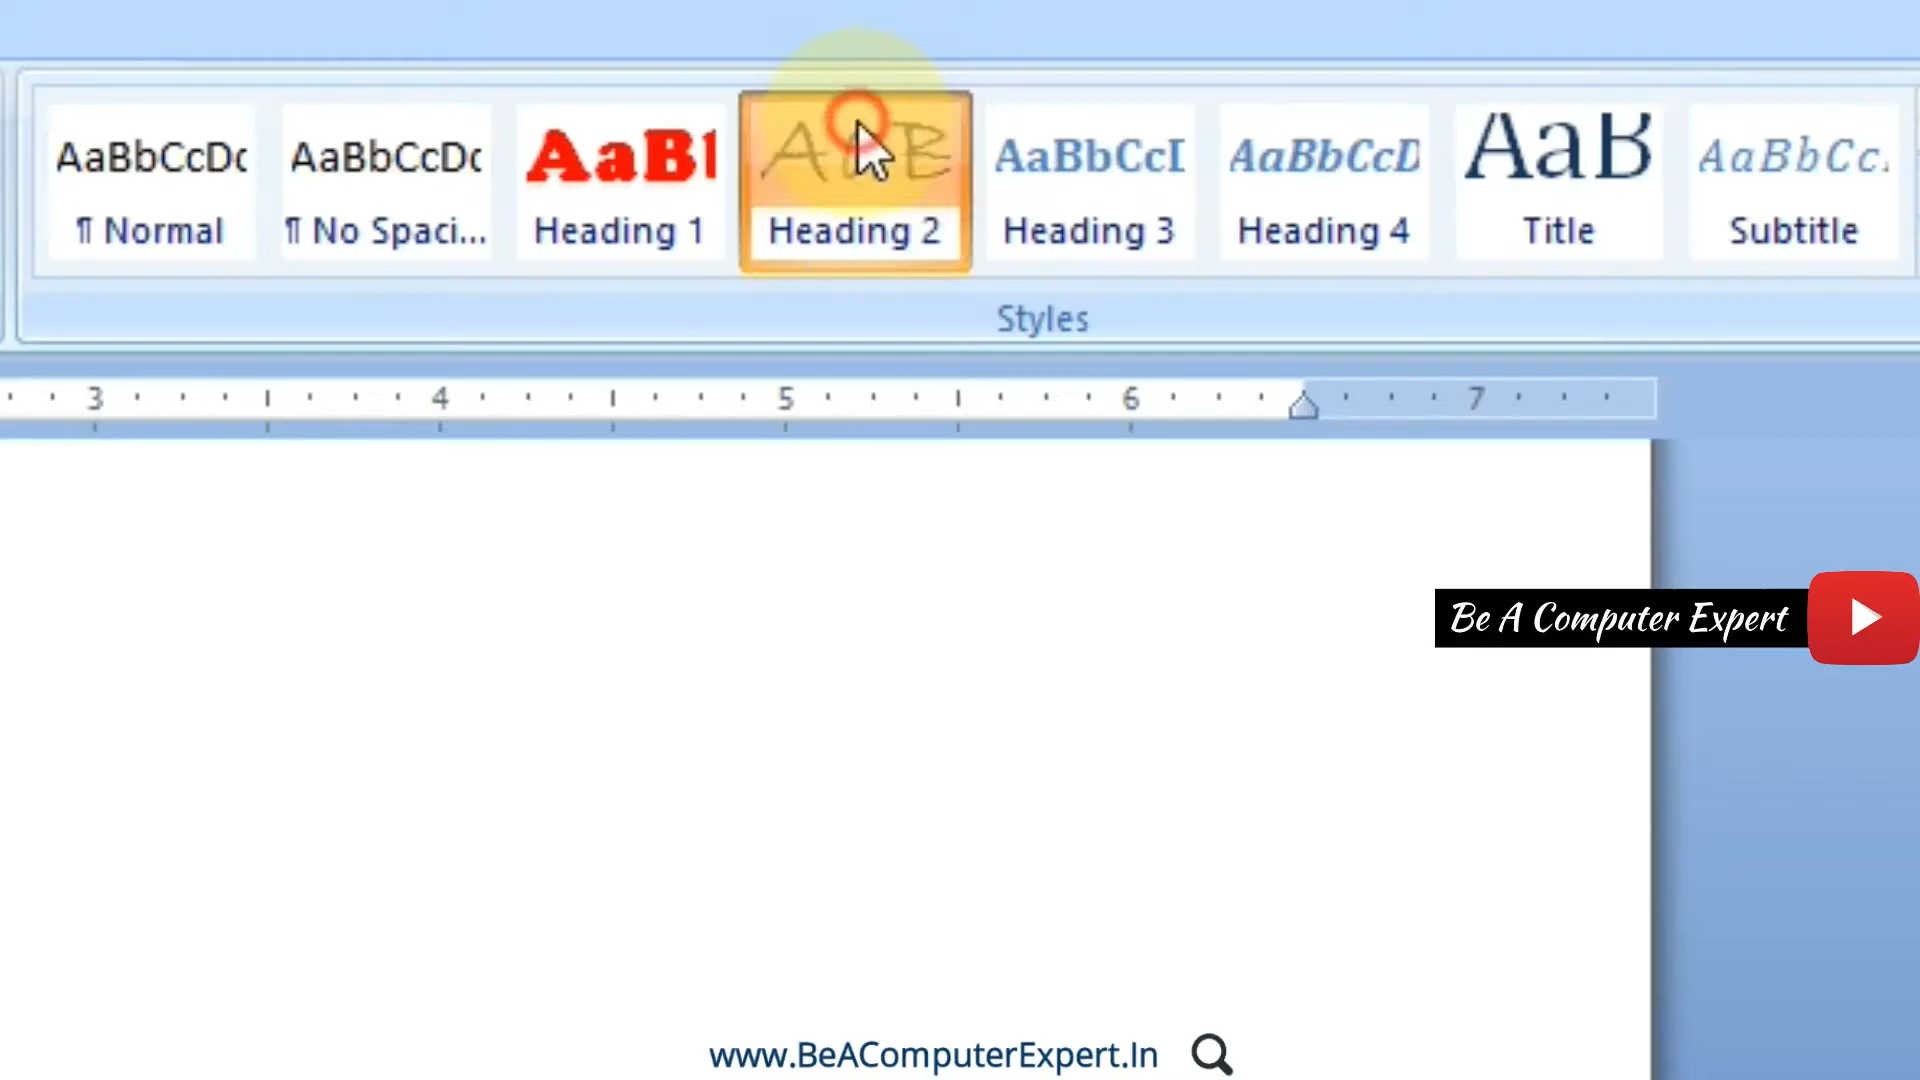 AaBbCcDc AaBbCcDc AaBl AaB AaBbCcI AaBbCcD AaB AaBbCc.
¶ Normal ¶ No Spaci... Heading 1 Heading 2 Heading 3 Heading 4 Title Subtitle
Styles
3 4 5 6 7
Be A Computer Expert
www.BeAComputerExpert.In